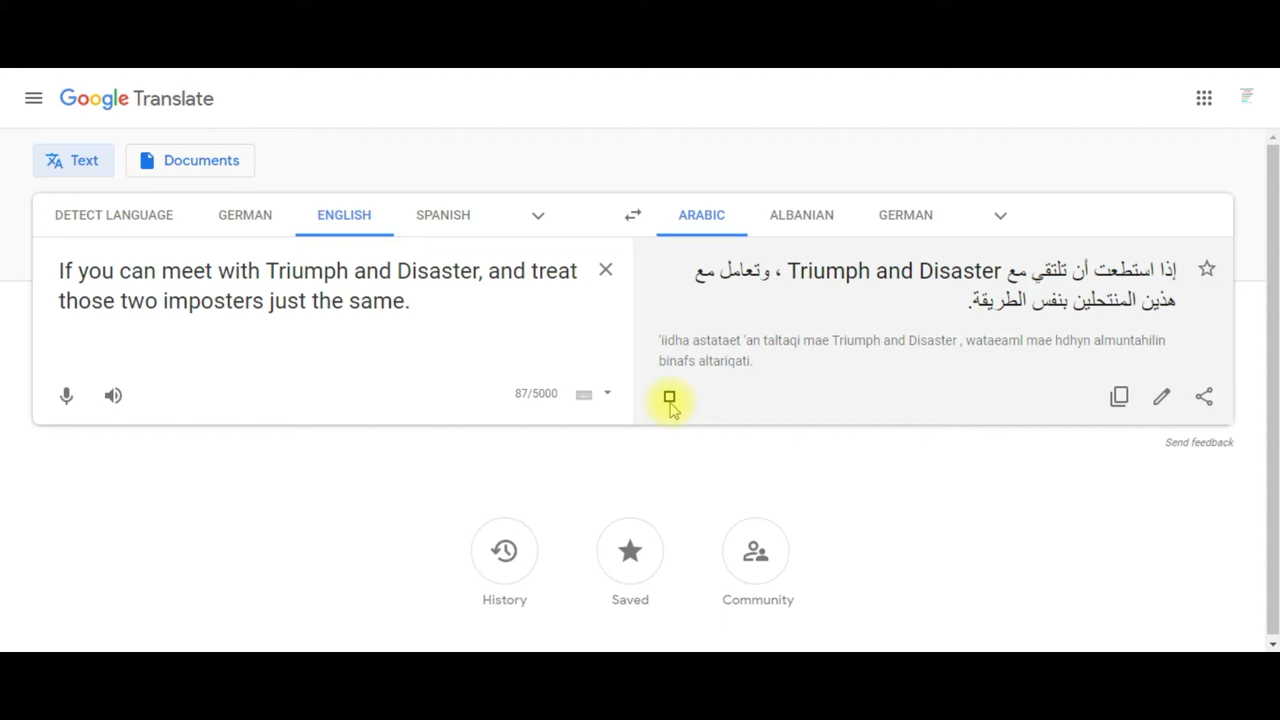 Google Translate
Text
Documents
DETECT LANGUAGE GERMAN ENGLISH SPANISH
ARABIC ALBANIAN GERMAN
If you can meet with Triumph and Disaster, and treat
those two imposters just the same.
87/5000
إذا استطعت أن تلتقي مع Triumph and Disaster ، وتعامل مع
هذين المنتحلين بنفس الطريقة.
'iidha astataet 'an taltaqi mae Triumph and Disaster , wataeaml mae hdhyn almuntahilin
binafs altariqati.
Send feedback
History Saved Community